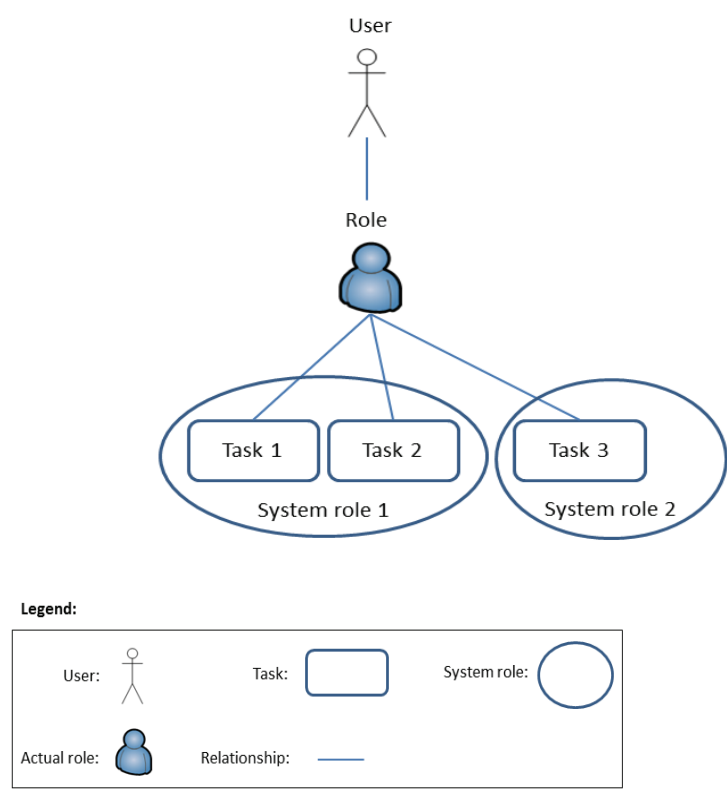 User
Role
Task 1
Task 2
Task 3
System role 1
System role 2
Legend:
User:
Task:
System role:
Actual role:
Relationship: